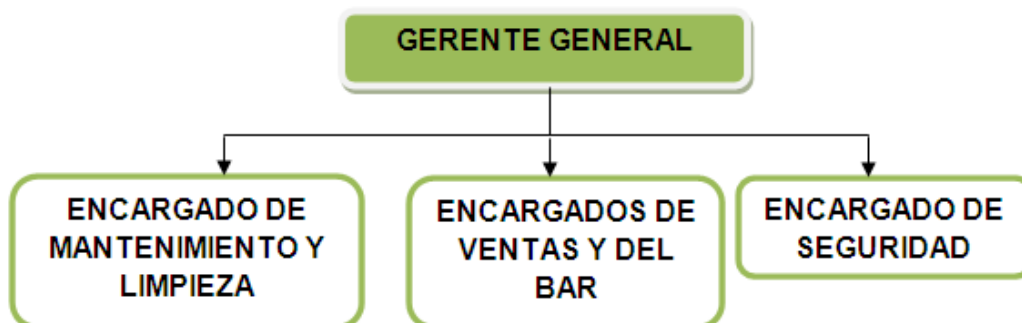 GERENTE GENERAL
ENCARGADO DE
MANTENIMIENTO Y
LIMPIEZA
ENCARGADOS DE
VENTAS Y DEL
BAR
ENCARGADO DE
SEGURIDAD